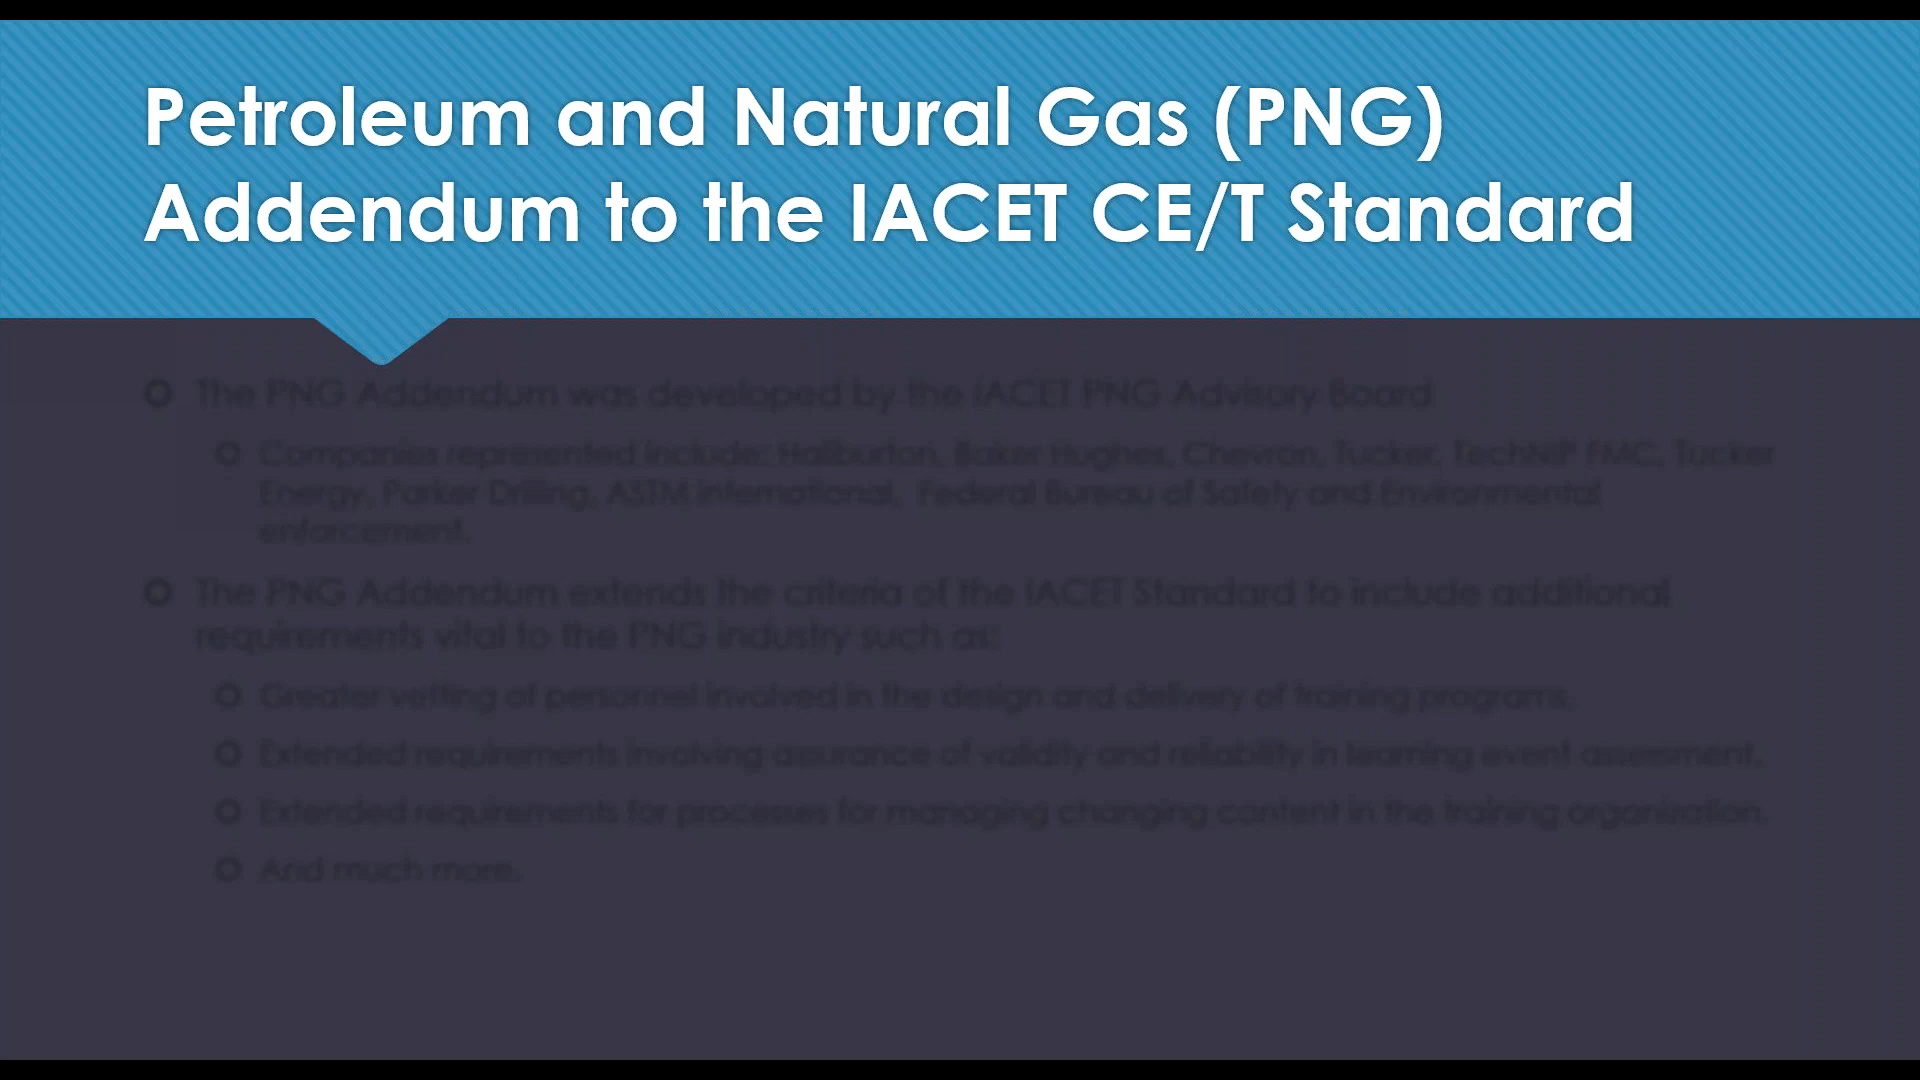 Petroleum and Natural Gas (PNG)
Addendum to the IACET CE/T Standard
The PNG Addendum was developed by the IACET PNG Advisory Board
Companies represented include: Haliburton, Baker Hughes, Chevron, Tucker, TechNIP FMC, Tucker
Energy, Parker Drilling, ASTM International, Federal Bureau of Safety and Environmental
enforcement.
The PNG Addendum extends the criteria of the IACET Standard to include additional
requirements vital to the PNG industry such as:
Greater vetting of personnel involved in the design and delivery of training programs.
Extended requirements involving assurance of validity and reliability in learning event assessment.
Extended requirements for processes for managing changing content in the training organization.
And much more.